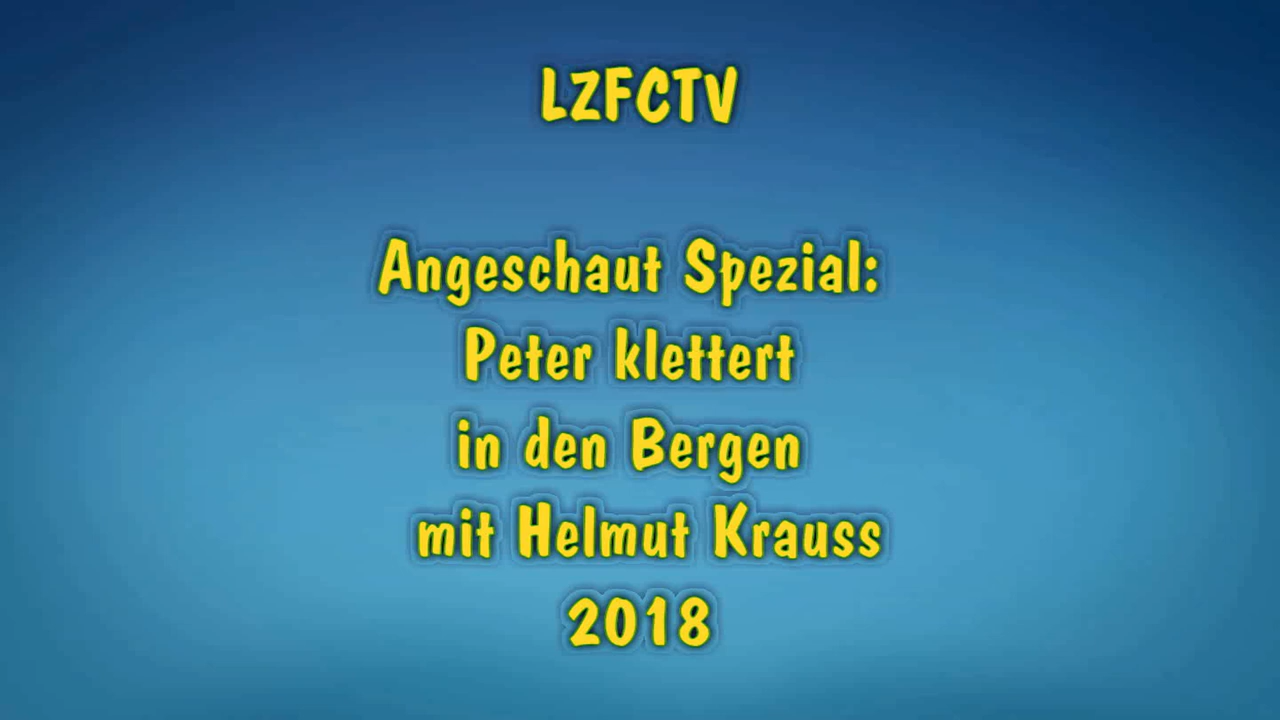 LZFCTV
Angeschaut Spezial:
Peter klettert
in den Bergen
mit Helmut Krauss
2018